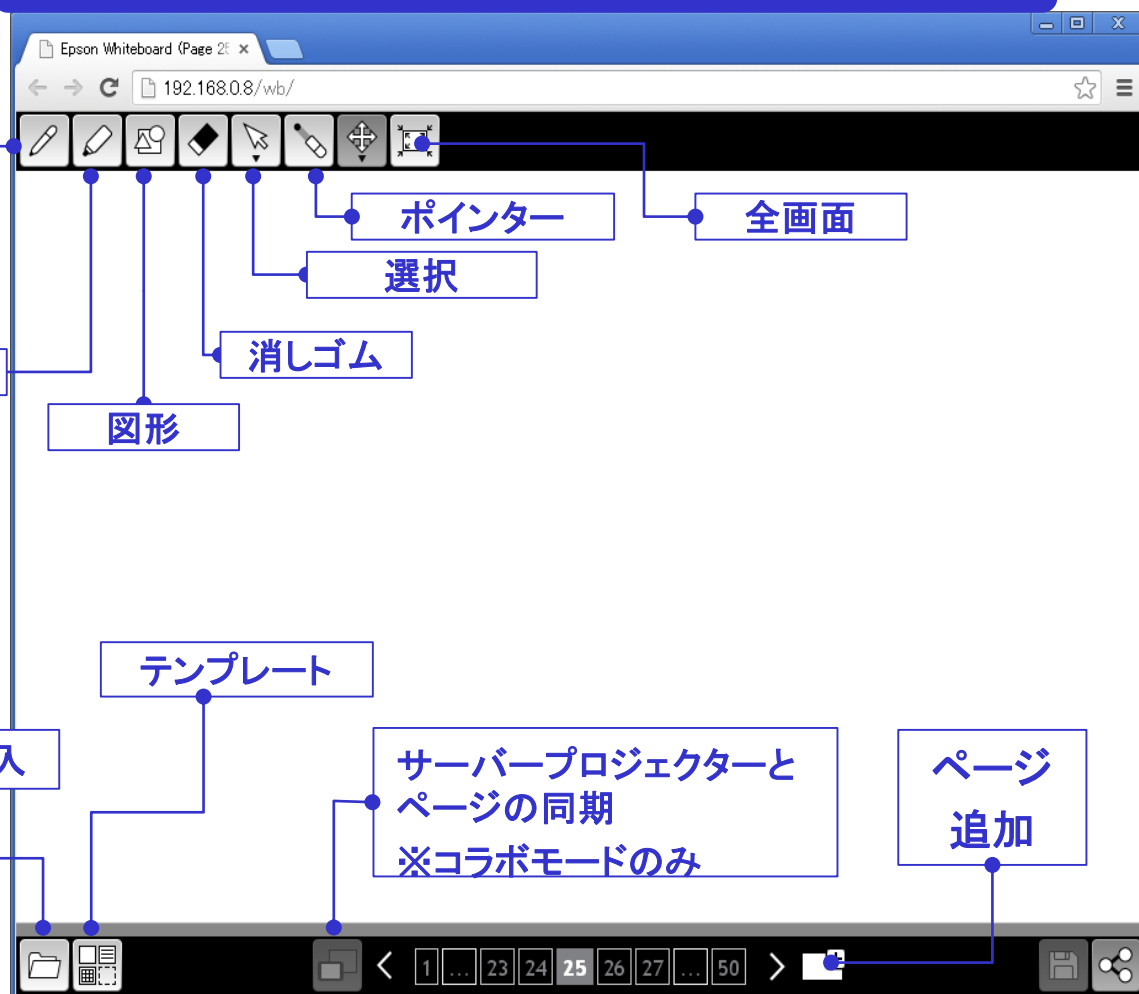 Epson Whiteboard (Page 25
192.168.0.8/wb/
ポインター
全画面
選択
消しゴム
図形
テンプレート
入
サーバープロジェクターと
ページの同期
※コラボモードのみ
ページ
追加
1 ... 23 24 25 26 27 ... 50